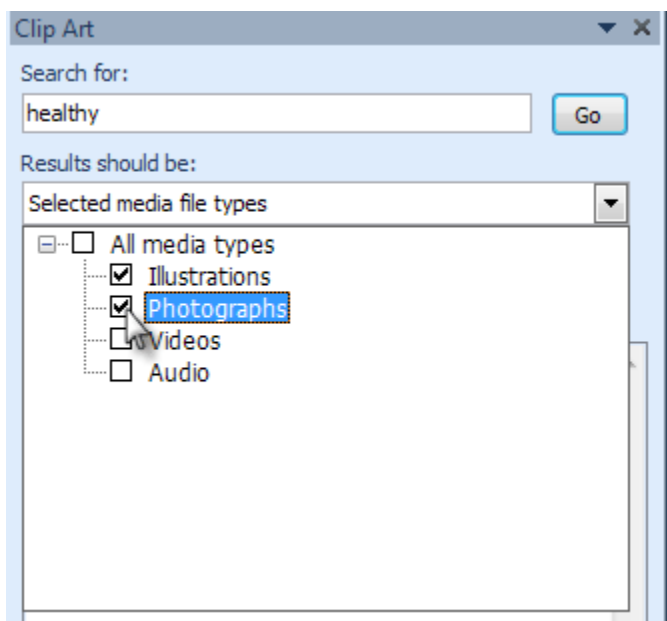 Clip Art
Search for:
healthy
Go
Results should be:
Selected media file types
All media types
Illustrations
Photographs
Videos
Audio